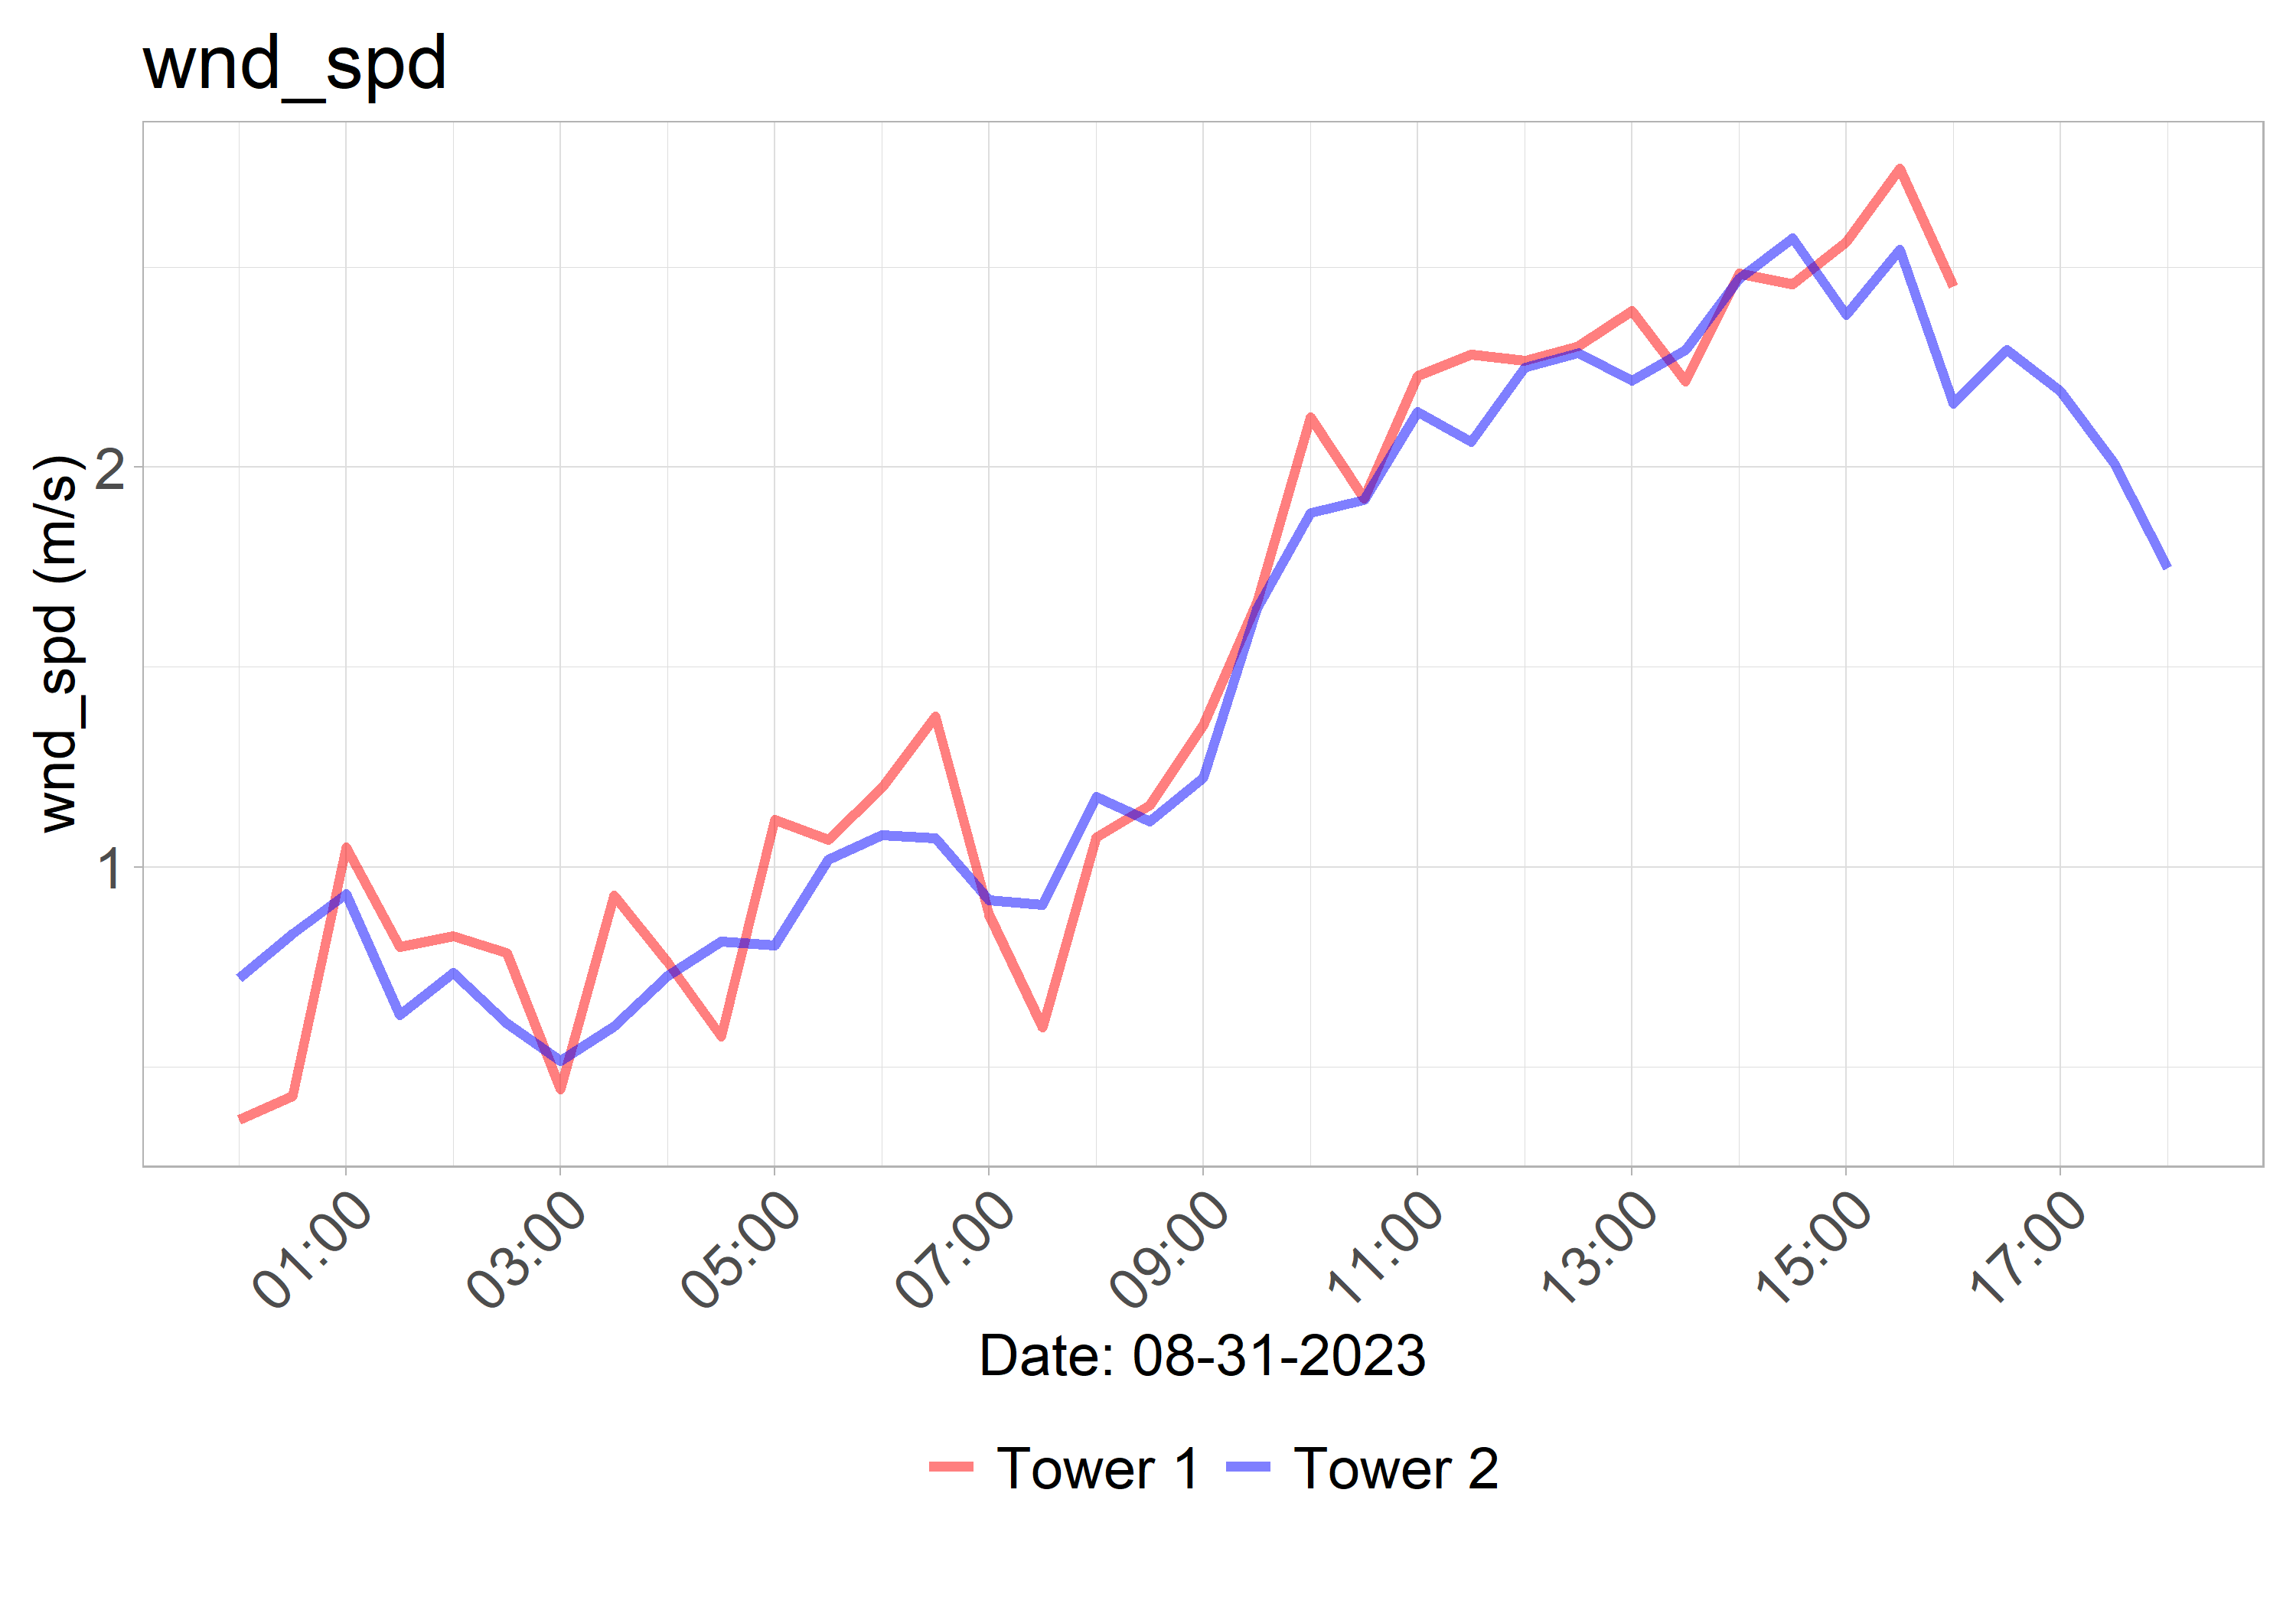 wnd_spd
wnd_spd (m/s)
2
1
01:00 03:00 05:00 07:00 09:00 11:00 13:00 15:00 17:00
Date: 08-31-2023
Tower 1 Tower 2